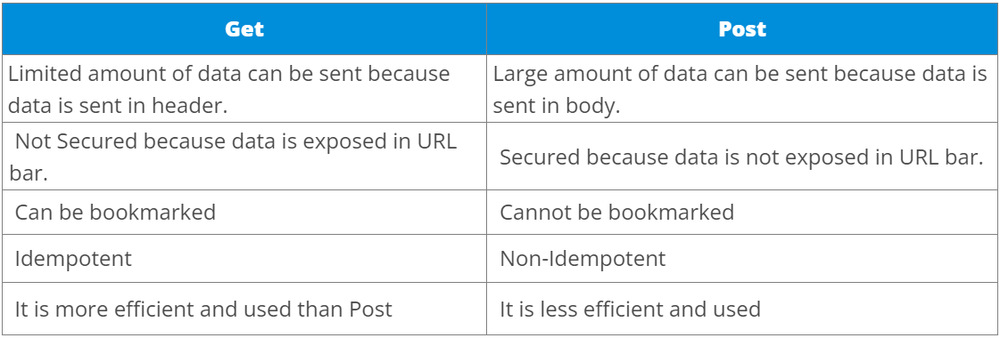 Get
Post
Limited amount of data can be sent because
data is sent in header.
Large amount of data can be sent because data is
sent in body.
Not Secured because data is exposed in URL
bar.
Secured because data is not exposed in URL bar.
Can be bookmarked
Cannot be bookmarked
Idempotent
Non-Idempotent
It is more efficient and used than Post
It is less efficient and used